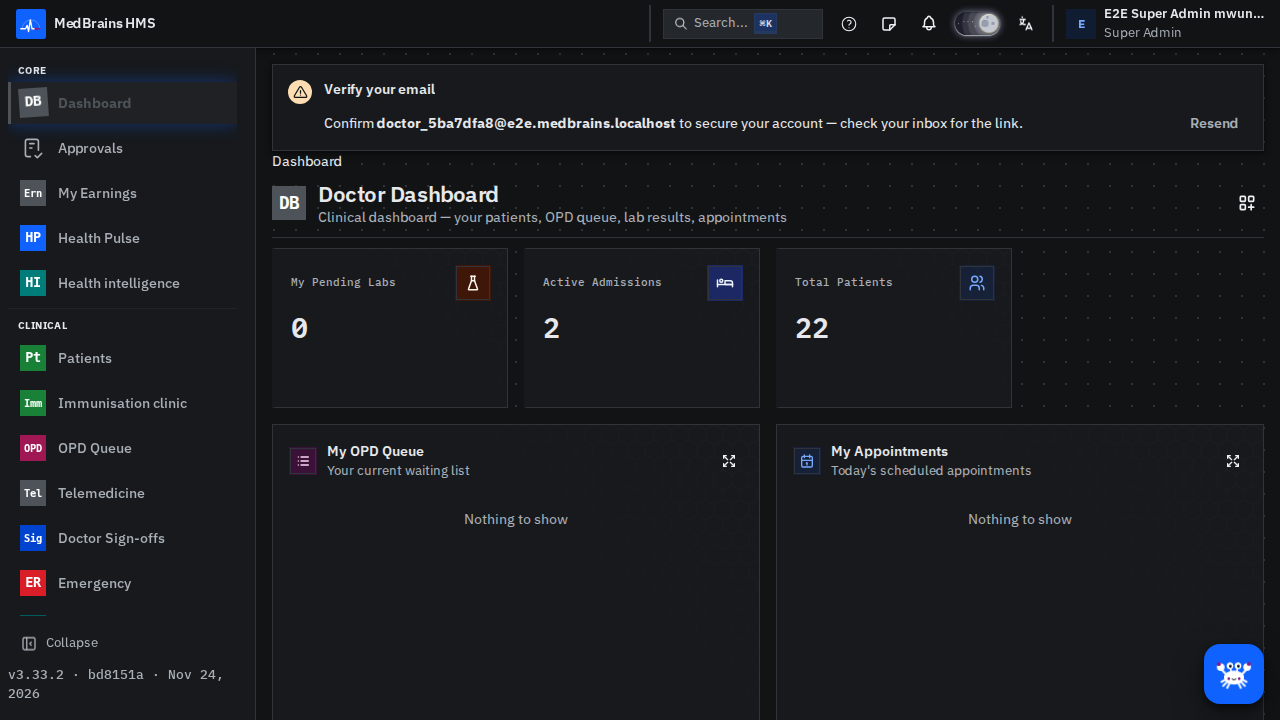 MedBrains HMS
Search...
⌘K
E
E2E Super Admin mwun...
Super Admin
CORE
DB
Dashboard
Approvals
Ern
My Earnings
HP
Health Pulse
HI
Health intelligence
CLINICAL
Pt
Patients
Imm
Immunisation clinic
OPD
OPD Queue
Tel
Telemedicine
Sig
Doctor Sign-offs
ER
Emergency
Collapse
v3.33.2 · bd8151a · Nov 24,
2026
Verify your email
Confirm doctor_5ba7dfa8@e2e.medbrains.localhost to secure your account — check your inbox for the link.
Resend
Dashboard
DB
Doctor Dashboard
Clinical dashboard — your patients, OPD queue, lab results, appointments
My Pending Labs
0
Active Admissions
2
Total Patients
22
My OPD Queue
Your current waiting list
Nothing to show
My Appointments
Today's scheduled appointments
Nothing to show